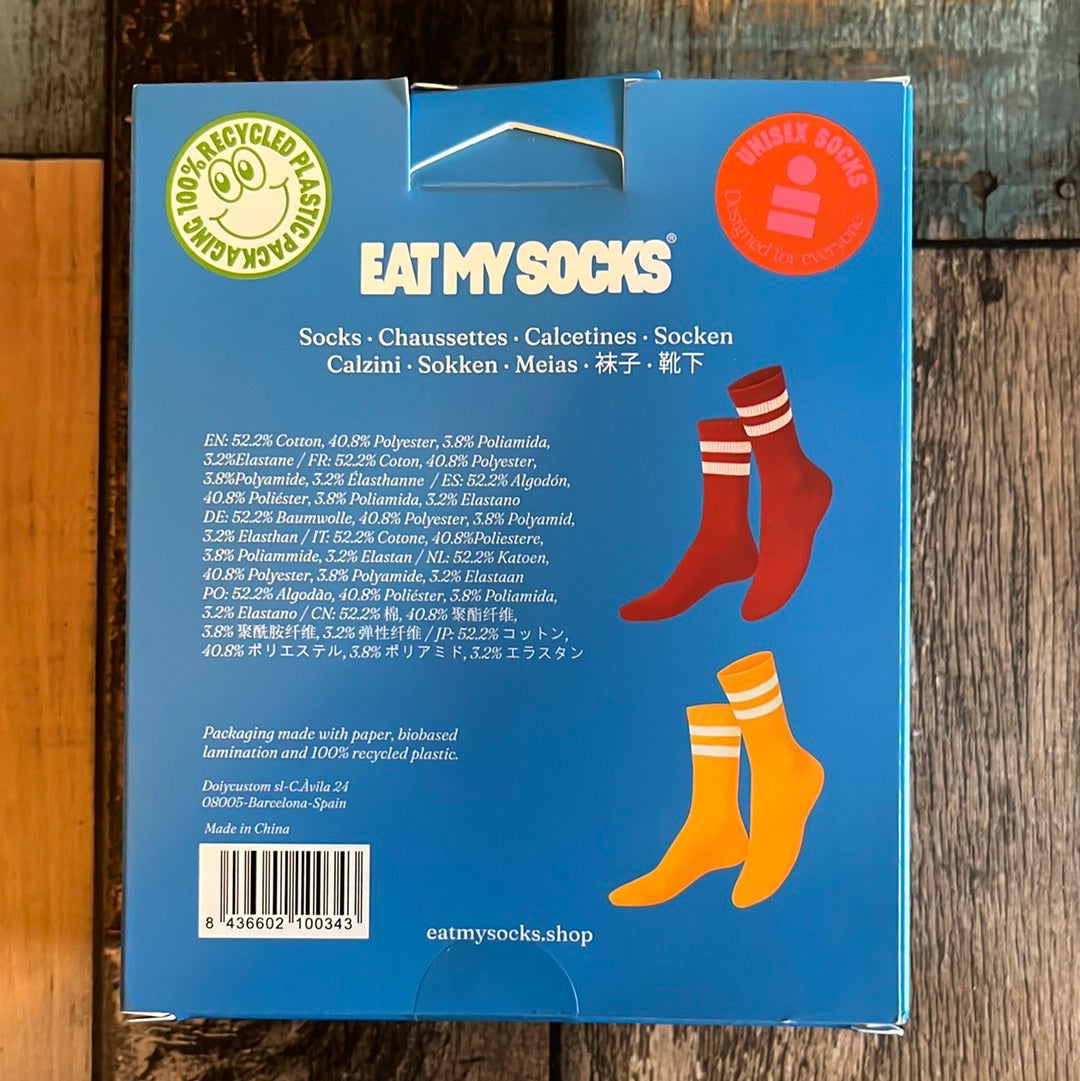 100% RECYCLED PLASTIC PACKAGING
UNISEX SOCKS
Designed for everyone
EAT MY SOCKS®
Socks · Chaussettes · Calcetines · Socken
Calzini · Sokken · Meias · 袜子 · 靴下
EN: 52.2% Cotton, 40.8% Polyester, 3.8% Poliamida,
3.2%Elastane / FR: 52.2% Coton, 40.8% Polyester,
3.8%Polyamide, 3.2% Élasthanne / ES: 52.2% Algodón,
40.8% Poliéster, 3.8% Poliamida, 3.2% Elastano
DE: 52.2% Baumwolle, 40.8% Polyester, 3.8% Polyamid,
3.2% Elasthan / IT: 52.2% Cotone, 40.8%Poliestere,
3.8% Poliammide, 3.2% Elastan / NL: 52.2% Katoen,
40.8% Polyester, 3.8% Polyamide, 3.2% Elastaan
PO: 52.2% Algodão, 40.8% Poliéster, 3.8% Poliamida,
3.2% Elastano / CN: 52.2% 棉, 40.8% 聚酯纤维,
3.8% 聚酰胺纤维, 3.2% 弹性纤维 / JP: 52.2% コットン,
40.8% ポリエステル, 3.8% ポリアミド, 3.2% エラスタン
Packaging made with paper, biobased
lamination and 100% recycled plastic.
Doiycustom sl-C.Àvila 24
08005-Barcelona-Spain
Made in China
8 436602 100343
eatmysocks.shop